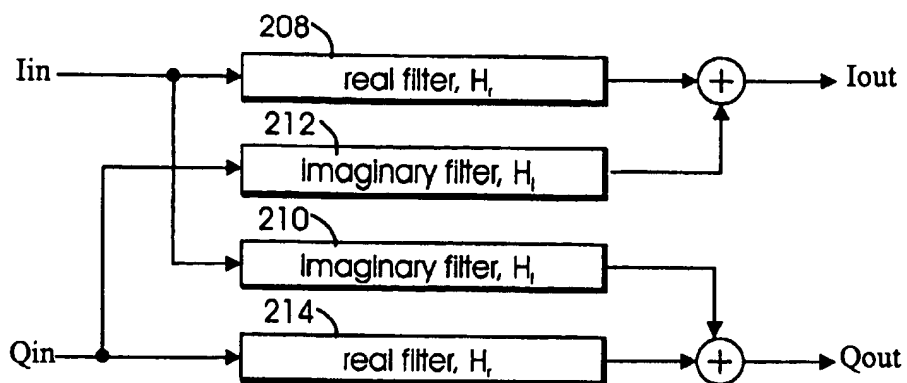 208
Iin
real filter, Hr
+
Iout
212
imaginary filter, HI
210
imaginary filter, HI
214
Qin
real filter, Hr
+
Qout